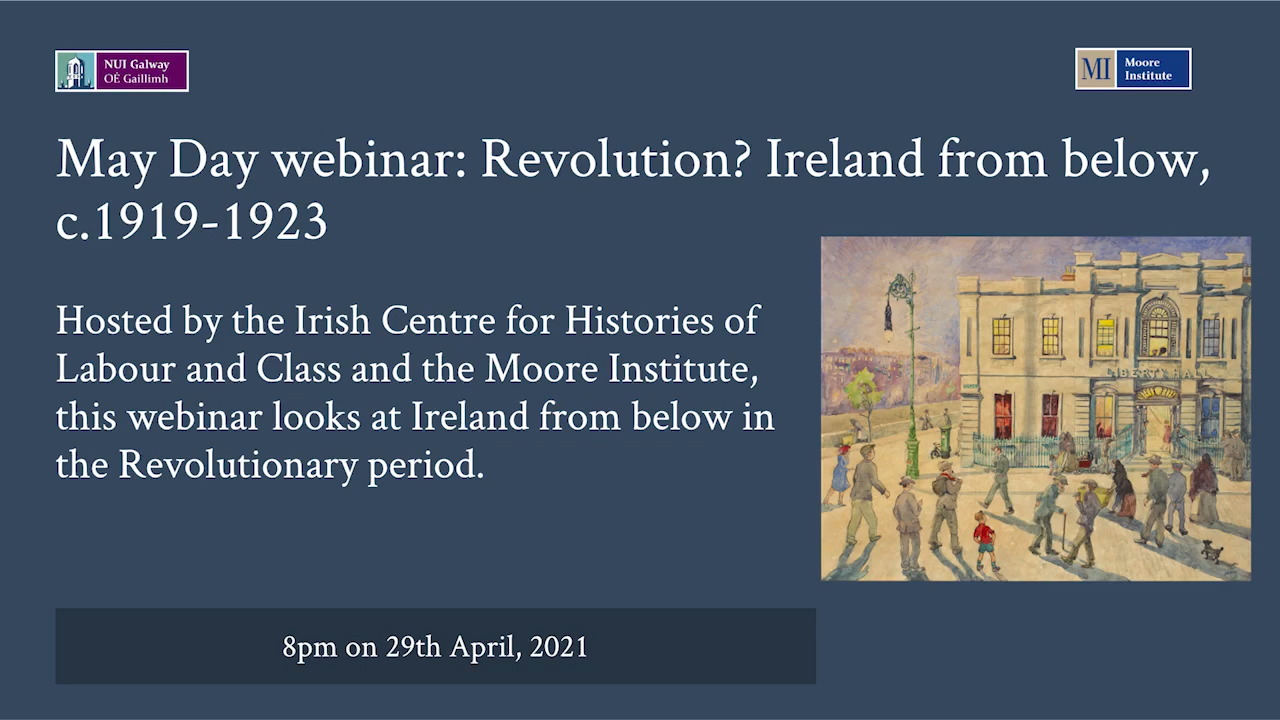 NUI Galway
OÉ Gaillimh
Moore
Institute
MI
May Day webinar: Revolution? Ireland from below,
c.1919-1923
Hosted by the Irish Centre for Histories of
Labour and Class and the Moore Institute,
this webinar looks at Ireland from below in
the Revolutionary period.
LIBERTY HALL
8pm on 29th April, 2021